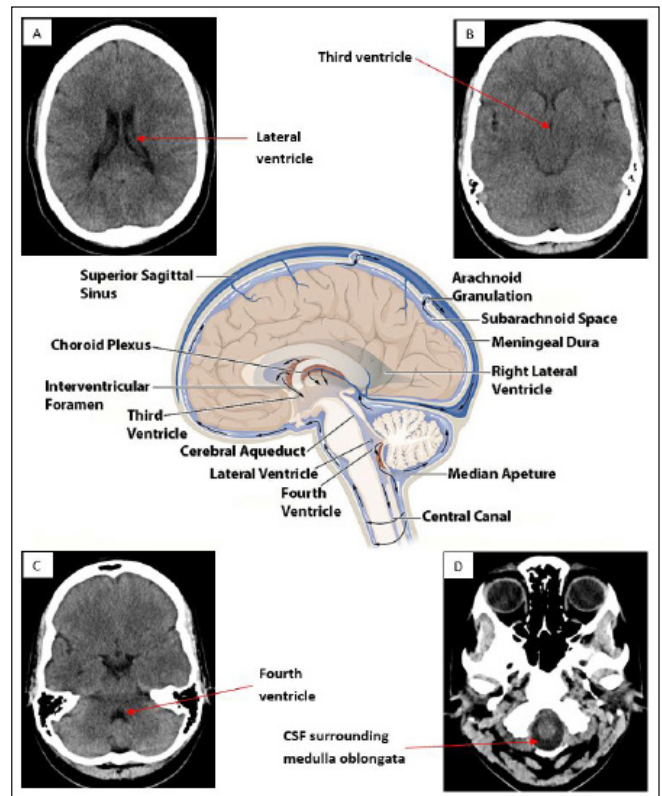 A
B
Third ventricle
Lateral
ventricle
Superior Sagittal
Sinus
Choroid Plexus
Interventricular
Foramen
Third
Ventricle
Cerebral Aqueduct
Lateral Ventricle
Fourth
Ventricle
Arachnoid
Granulation
Subarachnoid Space
Meningeal Dura
Right Lateral
Ventricle
Median Apeture
Central Canal
C
D
Fourth
ventricle
CSF surrounding
medulla oblongata